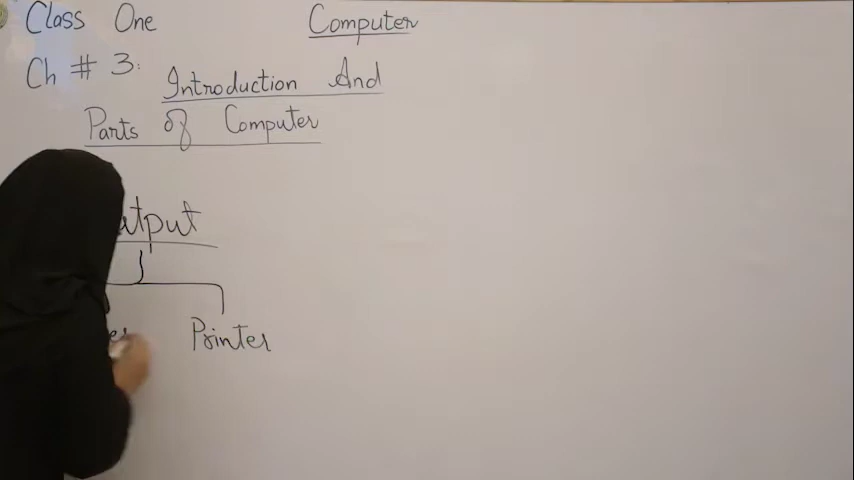 Class One Computer
Ch # 3: Introduction And
Parts of Computer
Printer